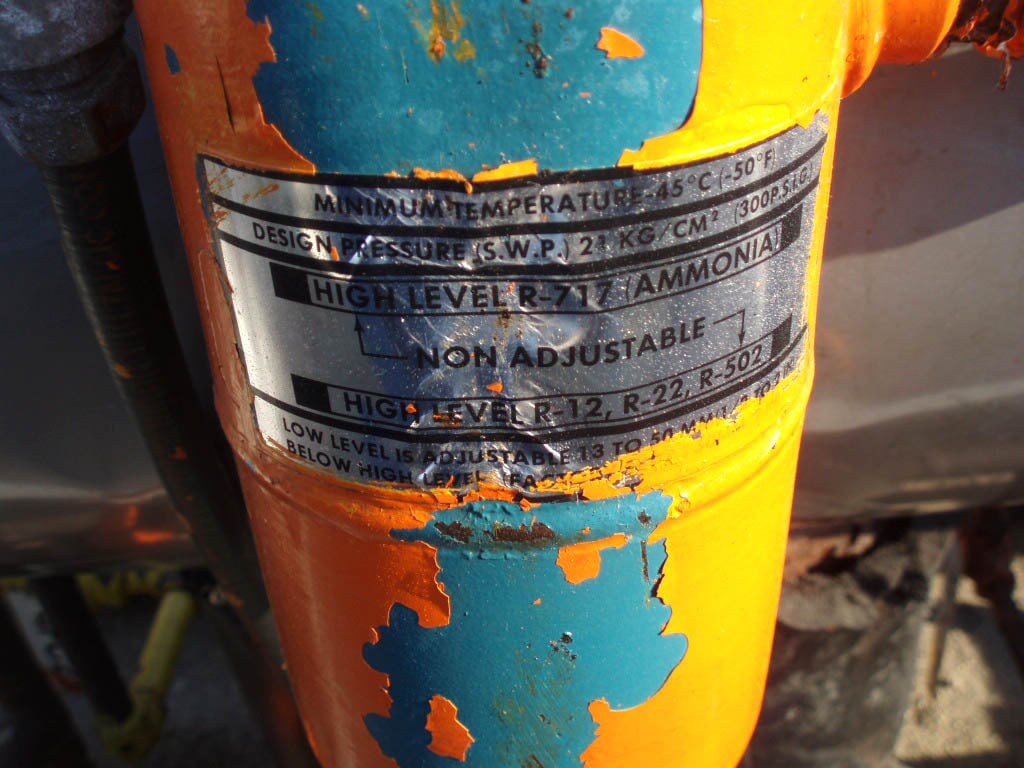 MINIMUM TEMPERATURE-45°C (-50°F)
DESIGN PRESSURE (S.W.P.) 21 KG/CM² (300P.S.I.G.)
HIGH LEVEL R-717 (AMMONIA)
NON ADJUSTABLE
HIGH LEVEL R-12, R-22, R-502
LOW LEVEL IS ADJUSTABLE 13 TO 50 MM
BELOW HIGH LEVEL